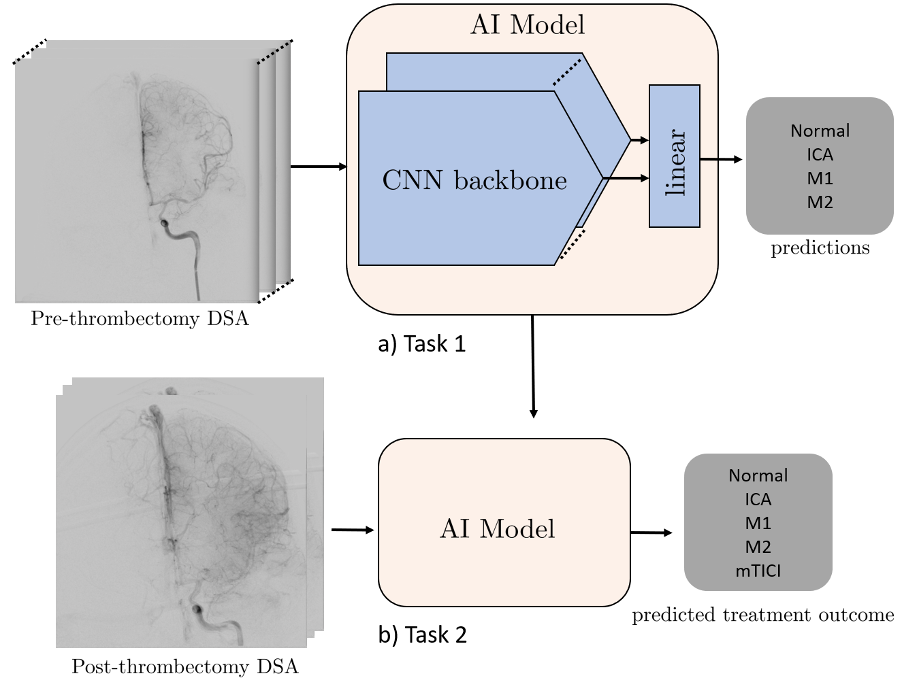 AI Model
CNN backbone
linear
Normal
ICA
M1
M2
predictions
Pre-thrombectomy DSA
a) Task 1
AI Model
Normal
ICA
M1
M2
mTICI
predicted treatment outcome
b) Task 2
Post-thrombectomy DSA